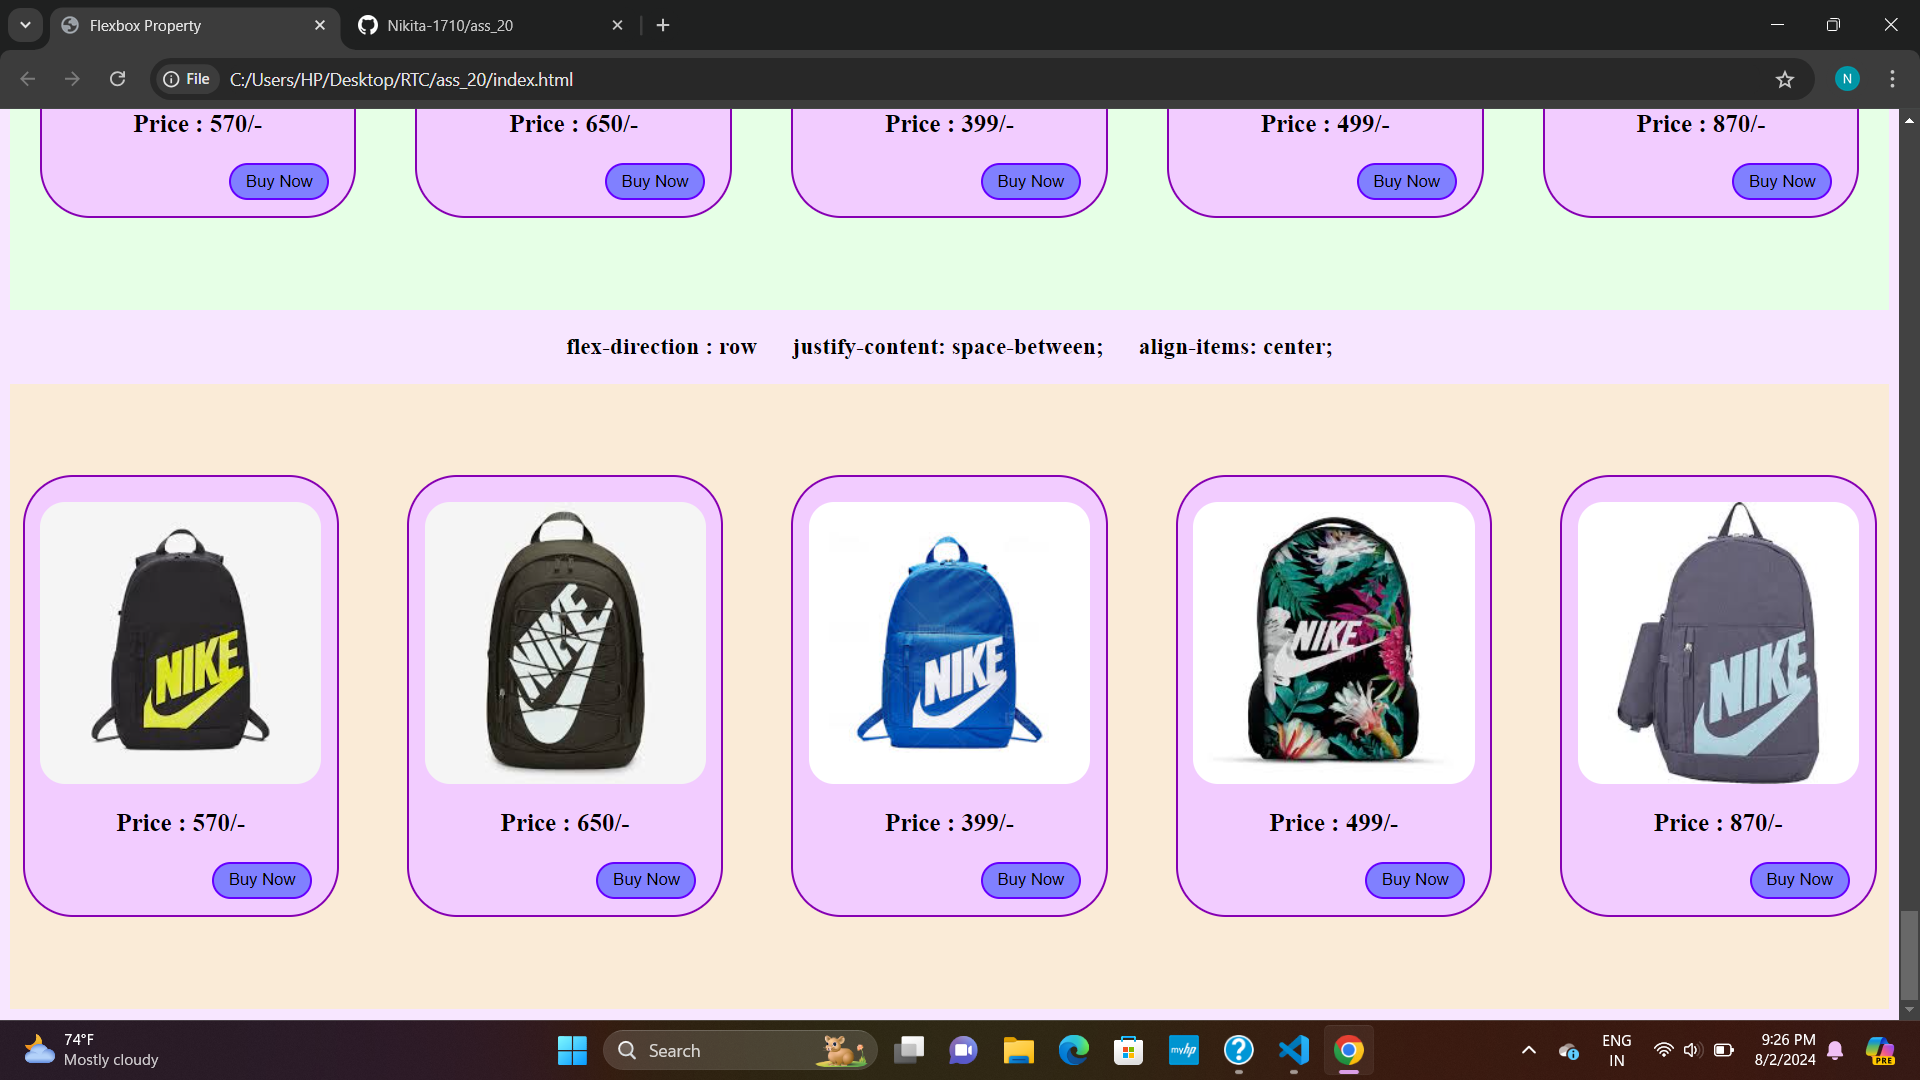 Flexbox Property
Nikita-1710/ass_20
File
C:/Users/HP/Desktop/RTC/ass_20/index.html
N
Price : 570/- Price : 650/- Price : 399/- Price : 499/- Price : 870/-
Buy Now Buy Now Buy Now Buy Now Buy Now
flex-direction : row justify-content: space-between; align-items: center;
NIKE NIKE NIKE NIKE NIKE
Price : 570/- Price : 650/- Price : 399/- Price : 499/- Price : 870/-
Buy Now Buy Now Buy Now Buy Now Buy Now
74°F
Mostly cloudy
Search
myhp
ENG
IN
9:26 PM
8/2/2024
PRE